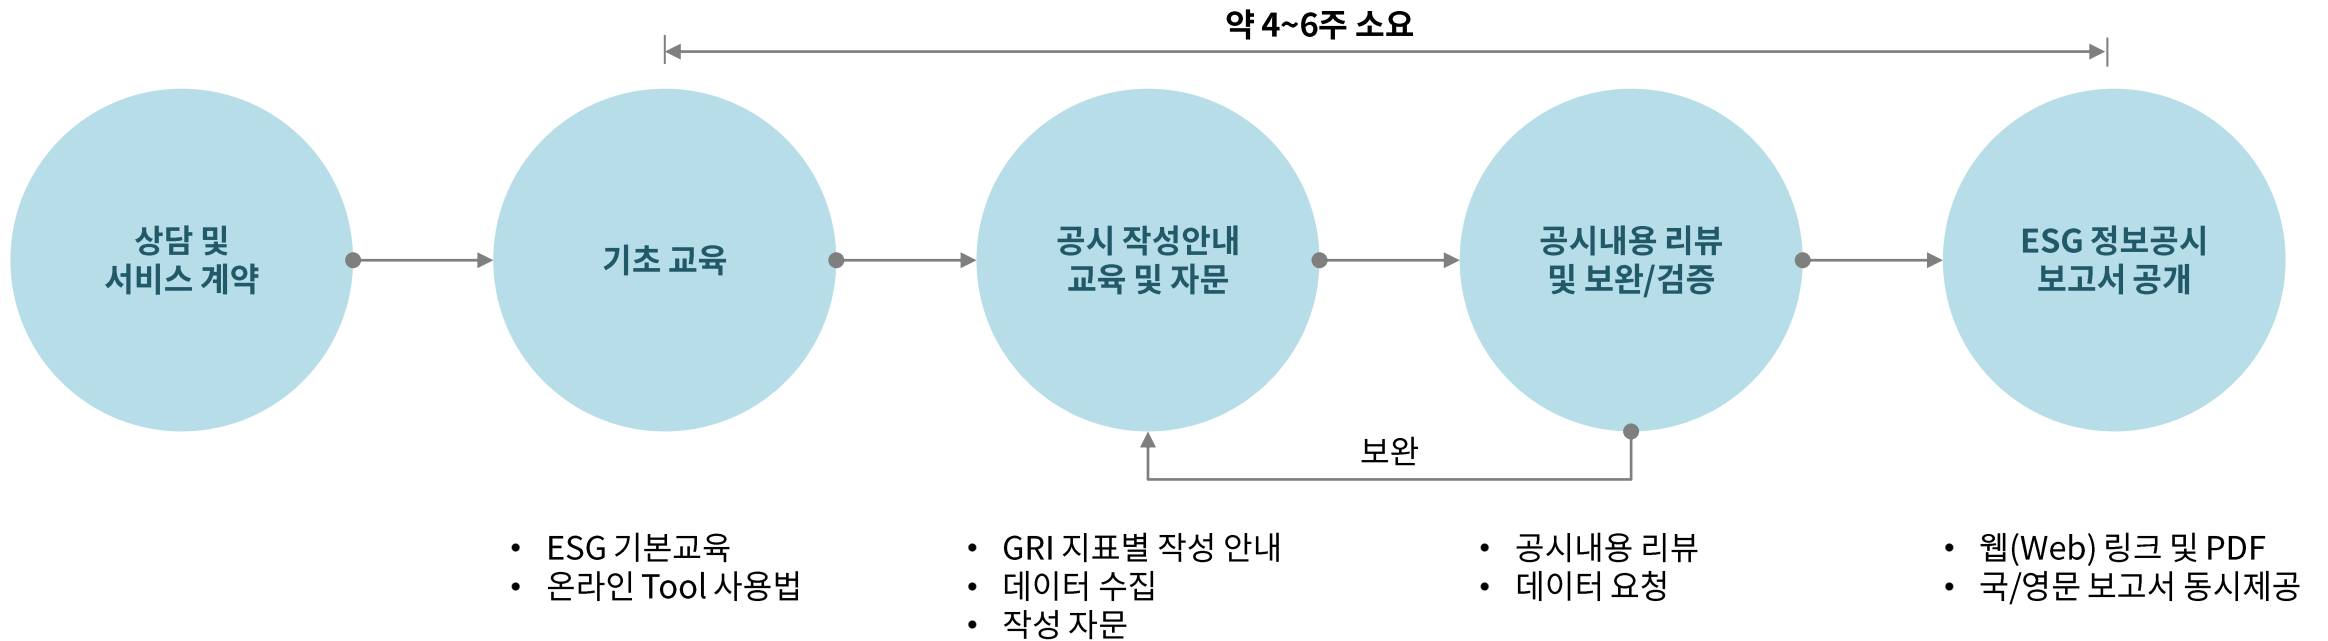 약 4~6주 소요
상담 및
서비스 계약
기초 교육
공시 작성안내
교육 및 자문
공시내용 리뷰
및 보완/검증
ESG 정보공시
보고서 공개
보완
• ESG 기본교육
• 온라인 Tool 사용법
• GRI 지표별 작성 안내
• 데이터 수집
• 작성 자문
• 공시내용 리뷰
• 데이터 요청
• 웹(Web) 링크 및 PDF
• 국/영문 보고서 동시제공